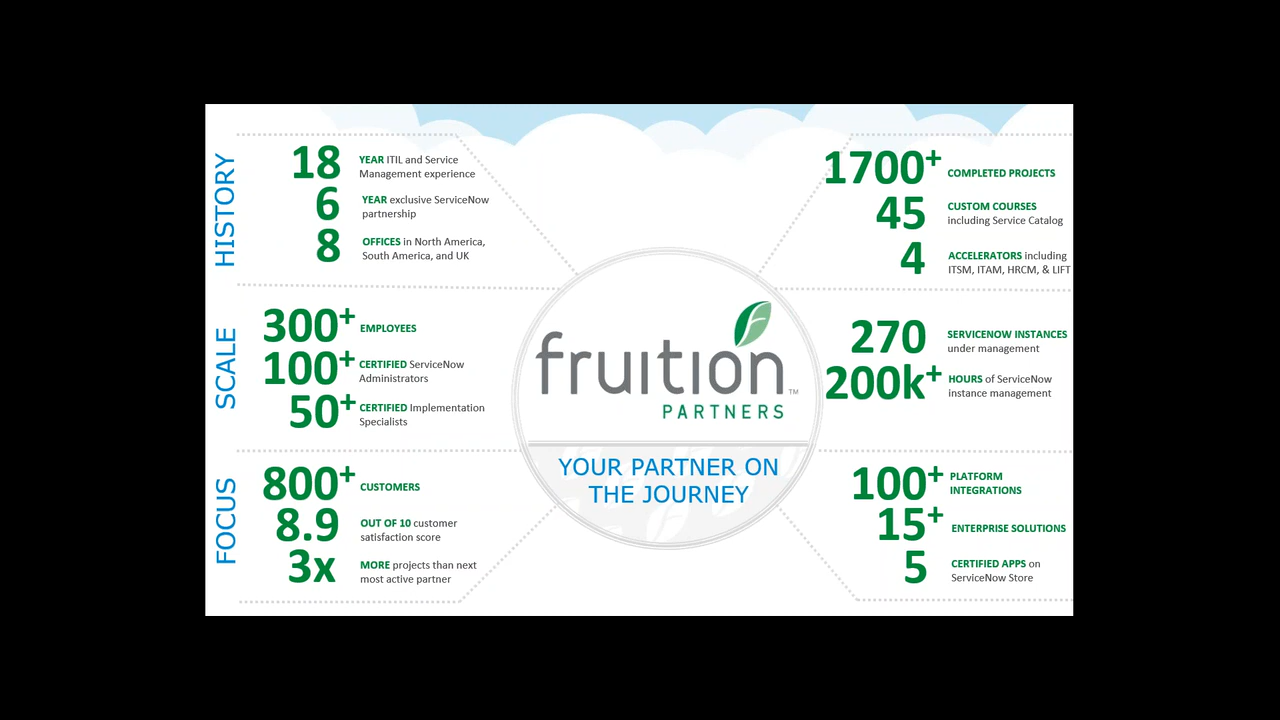 HISTORY
18 YEAR ITIL and Service
Management experience
6 YEAR exclusive ServiceNow
partnership
8 OFFICES in North America,
South America, and UK
SCALE
300+ EMPLOYEES
100+ CERTIFIED ServiceNow
Administrators
50+ CERTIFIED Implementation
Specialists
FOCUS
800+ CUSTOMERS
8.9 OUT OF 10 customer
satisfaction score
3x MORE projects than next
most active partner
fruition™
PARTNERS
YOUR PARTNER ON
THE JOURNEY
1700+ COMPLETED PROJECTS
45 CUSTOM COURSES
including Service Catalog
4 ACCELERATORS including
ITSM, ITAM, HRCM, & LIFT
270 SERVICENOW INSTANCES
under management
200k+ HOURS of ServiceNow
instance management
100+ PLATFORM
INTEGRATIONS
15+ ENTERPRISE SOLUTIONS
5 CERTIFIED APPS on
ServiceNow Store